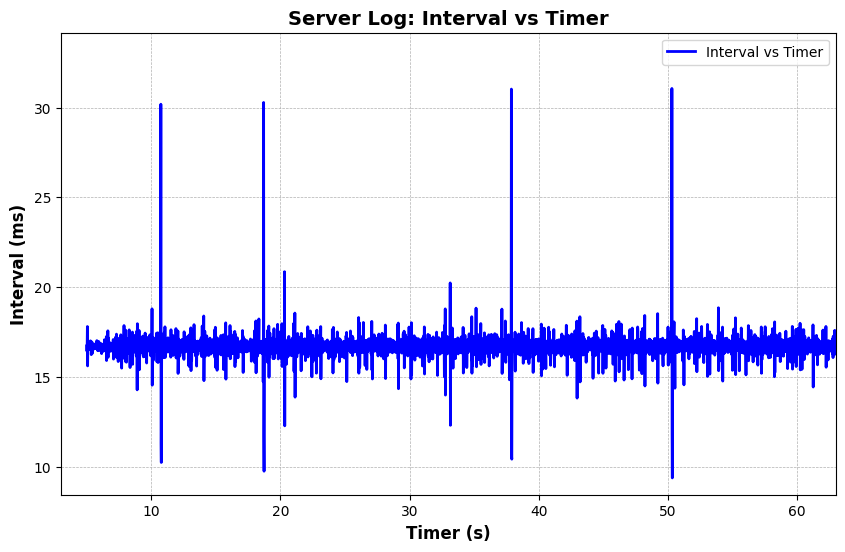 Server Log: Interval vs Timer
Interval vs Timer
30
25
20
15
10
Interval (ms)
10 20 30 40 50 60
Timer (s)